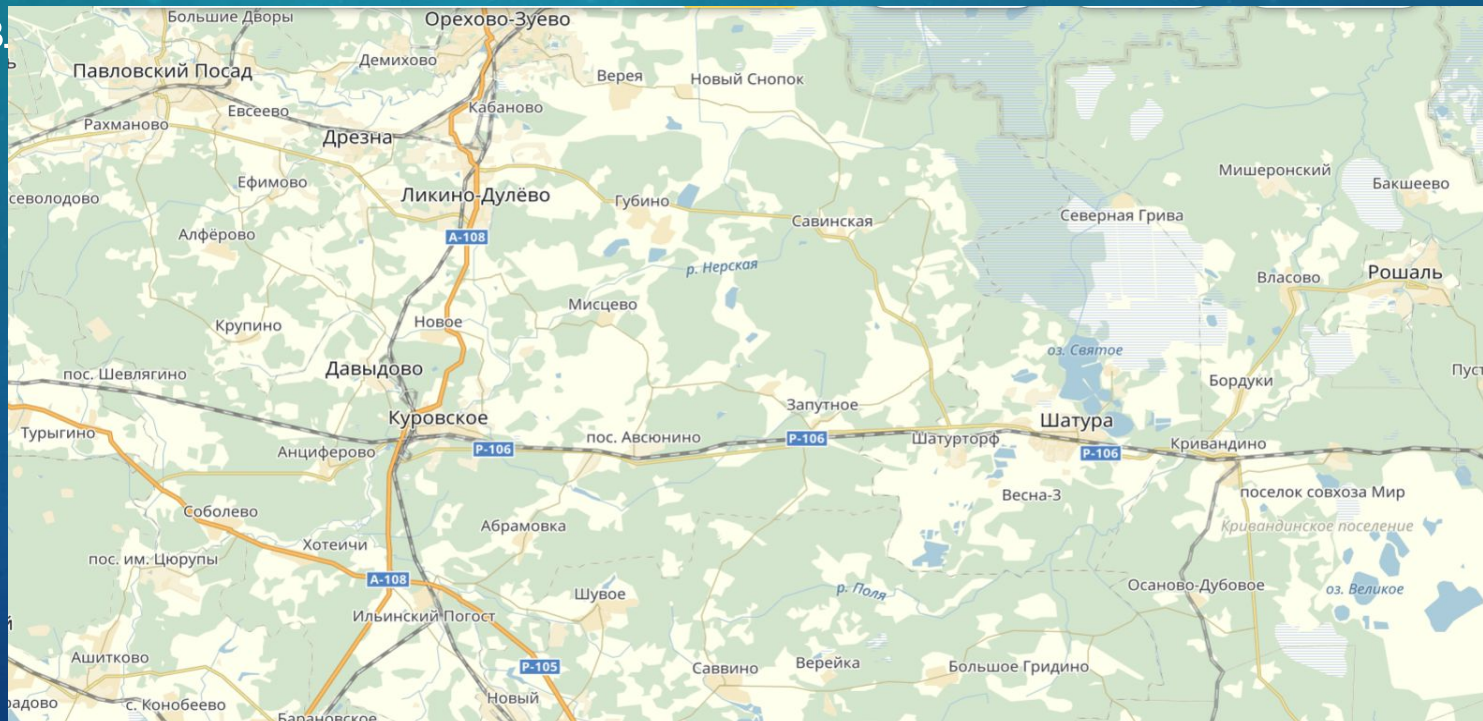 Большие Дворы
Орехово-Зуево
Демихово
Верея
Новый Снопок
Павловский Посад
Евсеево
Кабаново
Рахманово
Дрезна
Мишеронский
Бакшеево
Ефимово
Ликино-Дулёво
Губино
севолодово
Савинская
Северная Грива
Алфёрово
А-108
р. Нерская
Власово
Рошаль
Мисцево
Крупино
Новое
оз. Святое
пос. Шевлягино
Давыдово
Бордуки
Пуст
Запутное
Куровское
Шатура
Турыгино
пос. Авсюнино
Р-106
Шатурторф
Кривандино
Анциферово
Р-106
Р-106
Весна-3
поселок совхоза Мир
Соболево
Абрамовка
Кривандинское поселение
Хотеичи
пос. им. Цюрупы
А-108
Шувое
р. Поля
Осаново-Дубовое
оз. Великое
Ильинский Погост
й
Ашитково
Р-105
Саввино
Верейка
Большое Гридино
радово
с. Конобеево
Новый
Барановское